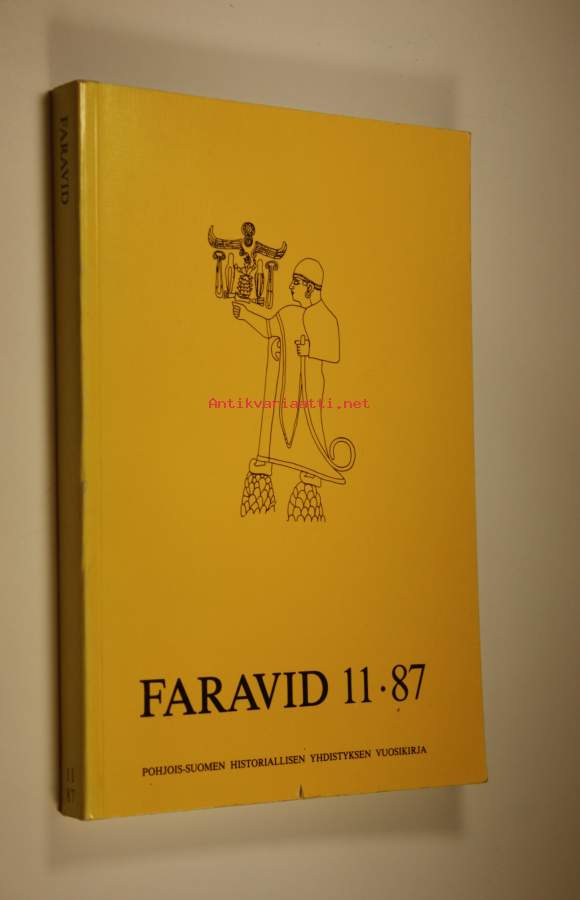 FARAVID
Antikvariaatti.net
FARAVID 11·87
POHJOIS-SUOMEN HISTORIALLISEN YHDISTYKSEN VUOSIKIRJA
11
87